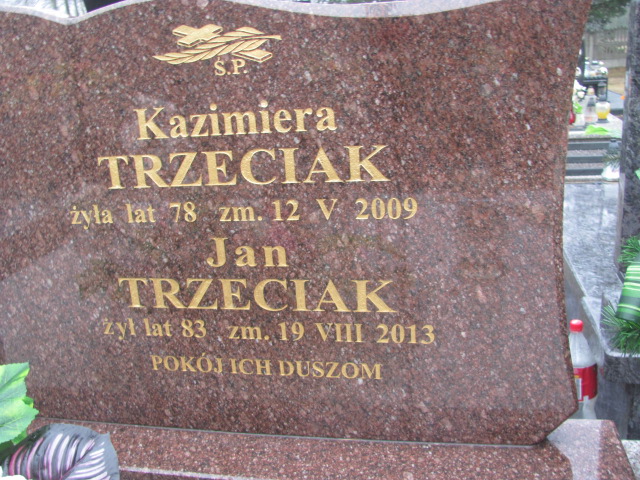 Ś.P.
Kazimiera
TRZECIAK
żyła lat 78 zm. 12 V 2009
Jan
TRZECIAK
żył lat 83 zm. 19 VIII 2013
POKÓJ ICH DUSZOM